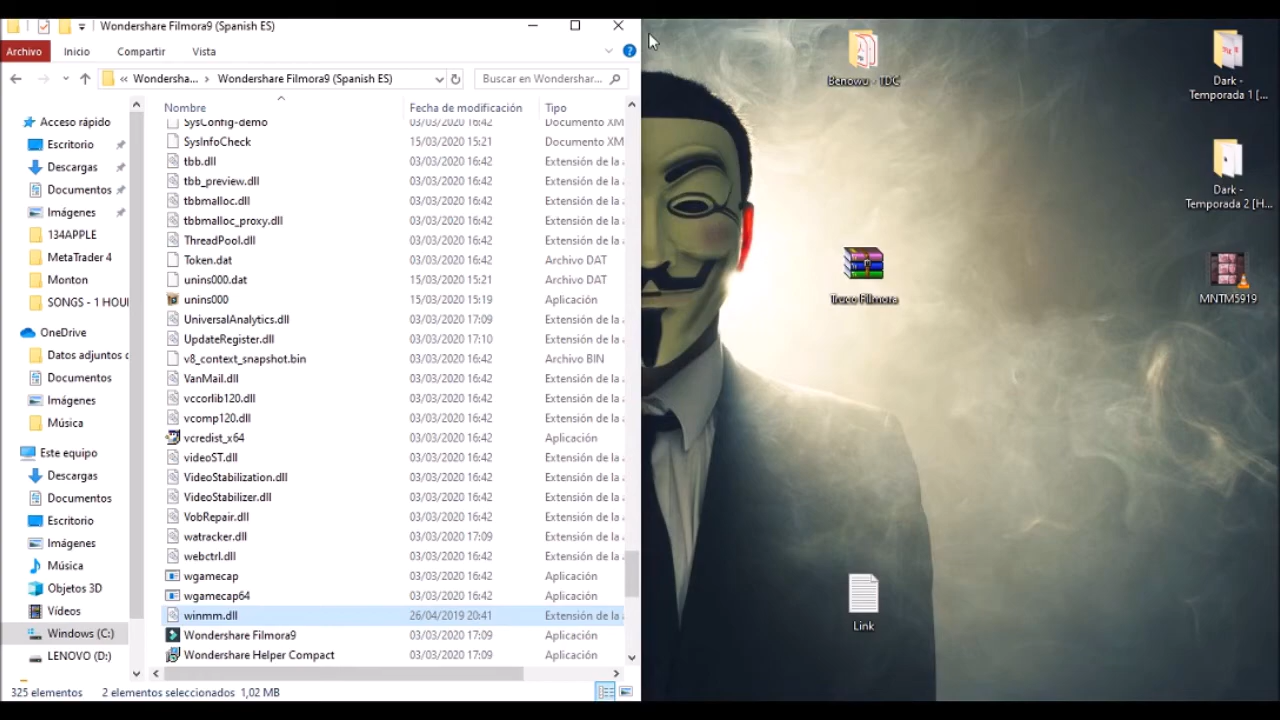 Wondershare Filmora9 (Spanish ES)
Archivo Inicio Compartir Vista
« Wondersha... > Wondershare Filmora9 (Spanish ES)
Buscar en Wondershar...
Nombre Fecha de modificación Tipo
SysConfig-demo 03/03/2020 16:42 Documento XM
SysInfoCheck 15/03/2020 15:21 Documento XM
tbb.dll 03/03/2020 16:42 Extensión de la
tbb_preview.dll 03/03/2020 16:42 Extensión de la
tbbmalloc.dll 03/03/2020 16:42 Extensión de la
tbbmalloc_proxy.dll 03/03/2020 16:42 Extensión de la
ThreadPool.dll 03/03/2020 16:42 Extensión de la
Token.dat 03/03/2020 16:42 Archivo DAT
unins000.dat 15/03/2020 15:21 Archivo DAT
unins000 15/03/2020 15:19 Aplicación
UniversalAnalytics.dll 03/03/2020 17:09 Extensión de la
UpdateRegister.dll 03/03/2020 17:10 Extensión de la
v8_context_snapshot.bin 03/03/2020 16:42 Archivo BIN
VanMail.dll 03/03/2020 16:42 Extensión de la
vccorlib120.dll 03/03/2020 16:42 Extensión de la
vcomp120.dll 03/03/2020 16:42 Extensión de la
vcredist_x64 03/03/2020 16:42 Aplicación
videoST.dll 03/03/2020 16:42 Extensión de la
VideoStabilization.dll 03/03/2020 16:42 Extensión de la
VideoStabilizer.dll 03/03/2020 16:42 Extensión de la
VobRepair.dll 03/03/2020 16:42 Extensión de la
watracker.dll 03/03/2020 17:09 Extensión de la
webctrl.dll 03/03/2020 16:42 Extensión de la
wgamecap 03/03/2020 16:42 Aplicación
wgamecap64 03/03/2020 16:42 Aplicación
winmm.dll 26/04/2019 20:41 Extensión de la
Wondershare Filmora9 03/03/2020 17:09 Aplicación
Wondershare Helper Compact 03/03/2020 17:09 Aplicación
Acceso rápido
Escritorio
Descargas
Documentos
Imágenes
134APPLE
MetaTrader 4
Monton
SONGS - 1 HOU
OneDrive
Datos adjuntos d
Documentos
Imágenes
Música
Este equipo
Descargas
Documentos
Escritorio
Imágenes
Música
Objetos 3D
Vídeos
Windows (C:)
LENOVO (D:)
325 elementos 2 elementos seleccionados 1,02 MB
Benowu - TDC
Truco Filmora
Link
Dark -
Temporada 1 [...
Dark -
Temporada 2 [H...
MNTM5919